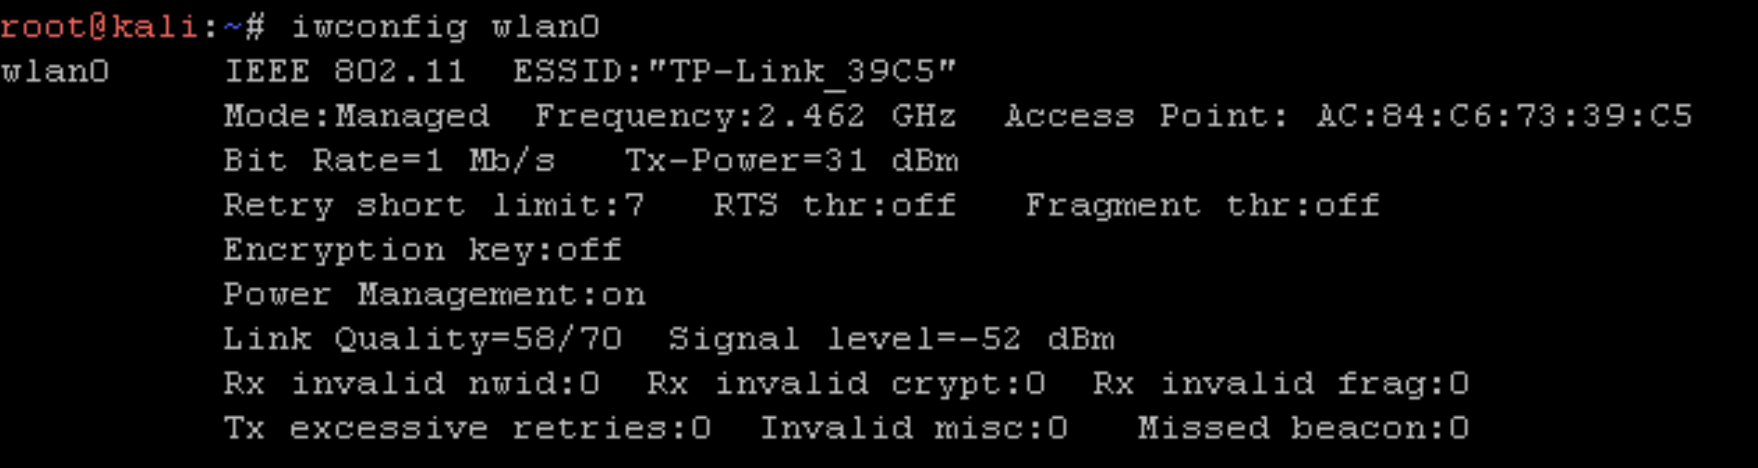 root@kali:~# iwconfig wlan0
wlan0     IEEE 802.11  ESSID:"TP-Link_39C5"
          Mode:Managed  Frequency:2.462 GHz  Access Point: AC:84:C6:73:39:C5
          Bit Rate=1 Mb/s   Tx-Power=31 dBm
          Retry short limit:7   RTS thr:off   Fragment thr:off
          Encryption key:off
          Power Management:on
          Link Quality=58/70  Signal level=-52 dBm
          Rx invalid nwid:0  Rx invalid crypt:0  Rx invalid frag:0
          Tx excessive retries:0  Invalid misc:0   Missed beacon:0